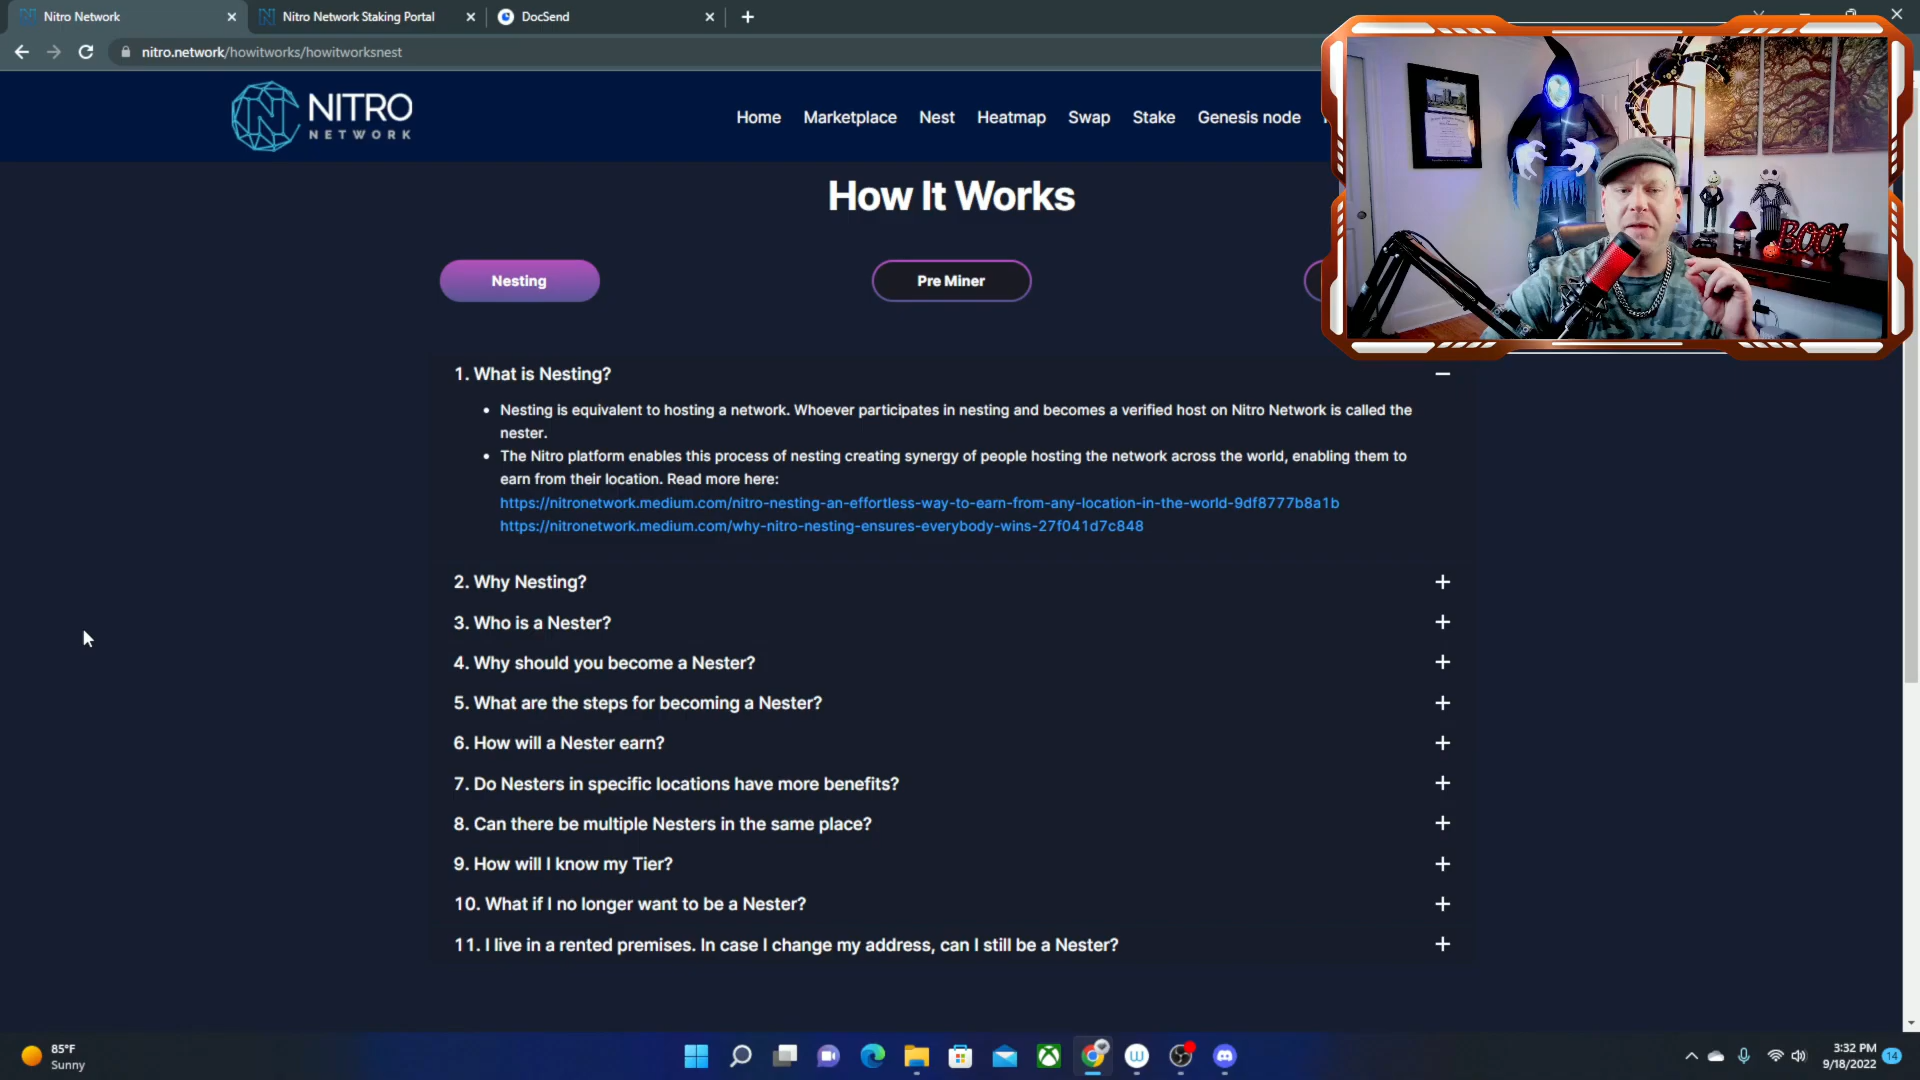 Nitro Network
Nitro Network Staking Portal
DocSend
nitro.network/howitworks/howitworksnest
NITRO
NETWORK
Home
Marketplace
Nest
Heatmap
Swap
Stake
Genesis node
How It Works
Nesting
Pre Miner
BOO!
1. What is Nesting?
Nesting is equivalent to hosting a network. Whoever participates in nesting and becomes a verified host on Nitro Network is called the
nester.
The Nitro platform enables this process of nesting creating synergy of people hosting the network across the world, enabling them to
earn from their location. Read more here:
https://nitronetwork.medium.com/nitro-nesting-an-effortless-way-to-earn-from-any-location-in-the-world-9df8777b8a1b
https://nitronetwork.medium.com/why-nitro-nesting-ensures-everybody-wins-27f041d7c848
2. Why Nesting?
3. Who is a Nester?
4. Why should you become a Nester?
5. What are the steps for becoming a Nester?
6. How will a Nester earn?
7. Do Nesters in specific locations have more benefits?
8. Can there be multiple Nesters in the same place?
9. How will I know my Tier?
10. What if I no longer want to be a Nester?
11. I live in a rented premises. In case I change my address, can I still be a Nester?
85°F
Sunny
3:32 PM
9/18/2022
14